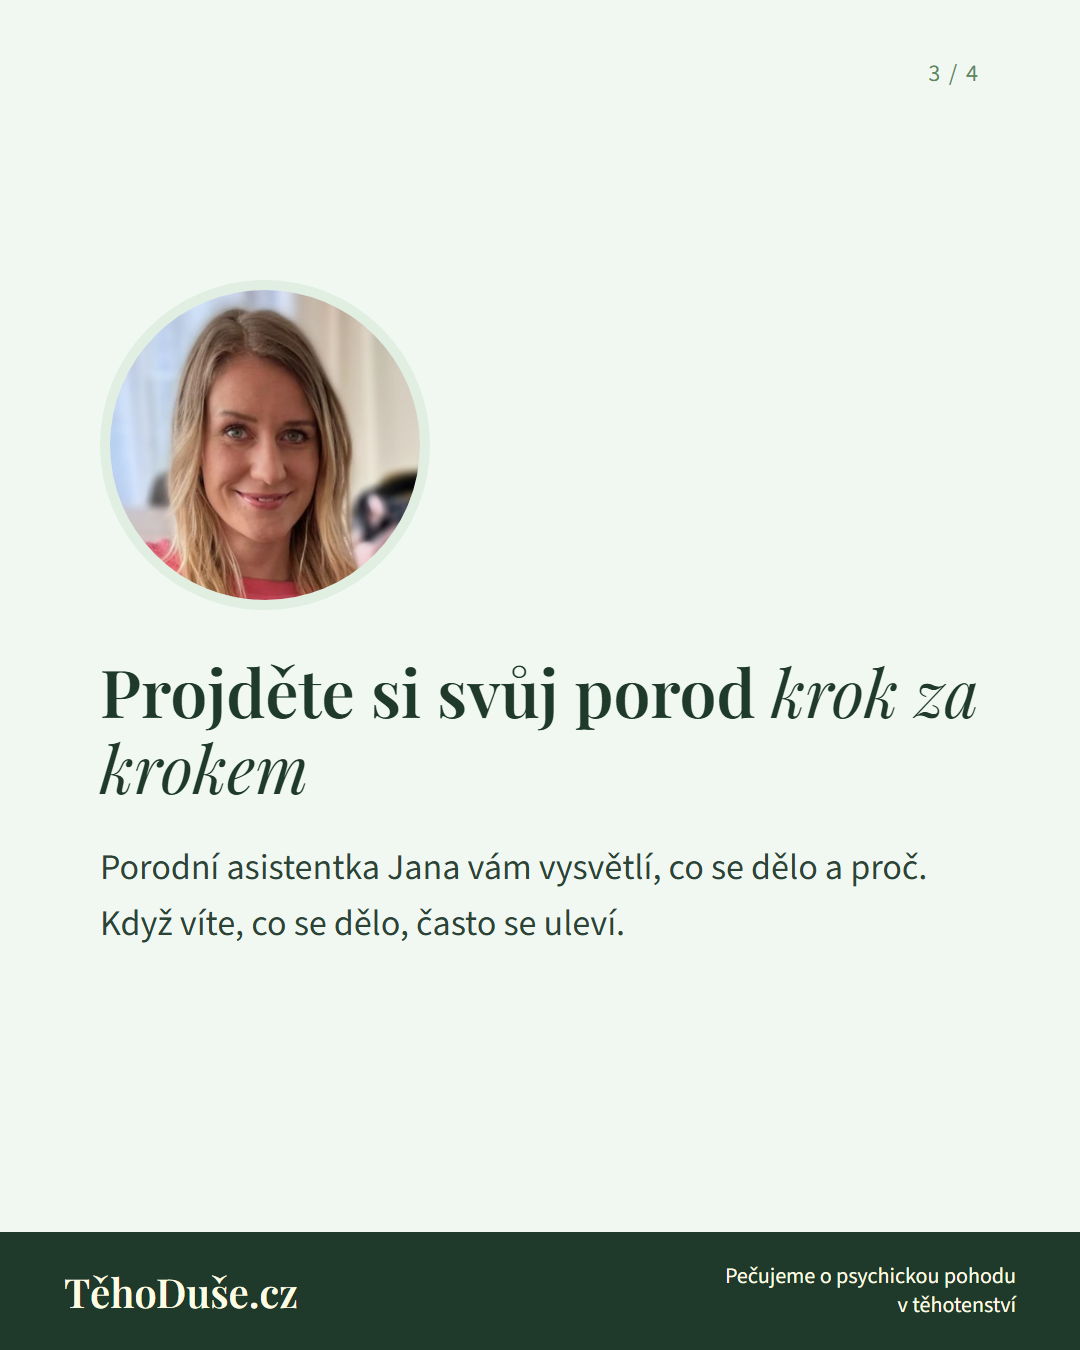 3 / 4
Projděte si svůj porod krok za
krokem
Porodní asistentka Jana vám vysvětlí, co se dělo a proč.
Když víte, co se dělo, často se uleví.
TěhoDuše.cz
Pečujeme o psychickou pohodu
v těhotenství